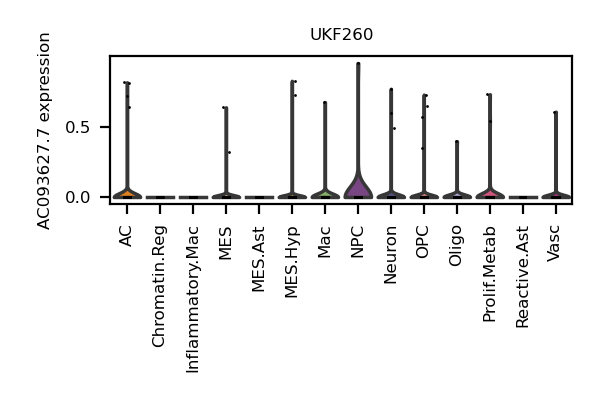 UKF260
AC093627.7 expression
0.5
0.0
AC
Chromatin.Reg
Inflammatory.Mac
MES
MES.Ast
MES.Hyp
Mac
NPC
Neuron
OPC
Oligo
Prolif.Metab
Reactive.Ast
Vasc